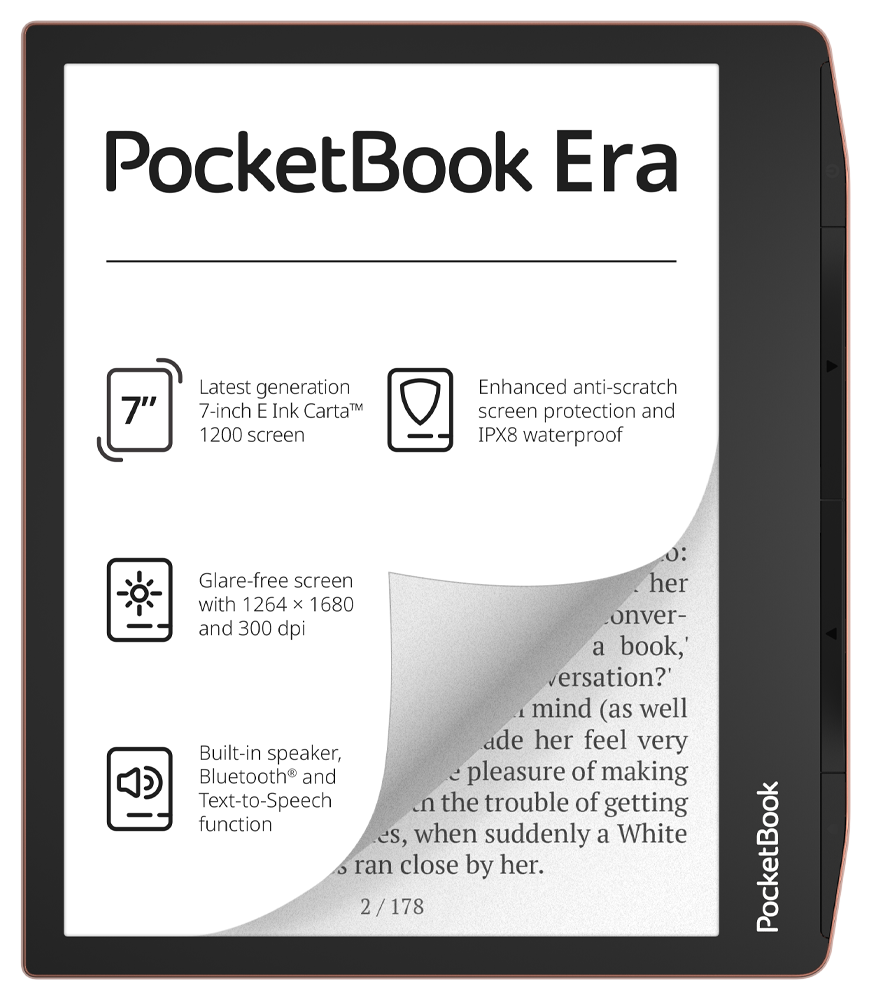 PocketBook Era
7”
Latest generation
7-inch E Ink Carta™
1200 screen
Enhanced anti-scratch
screen protection and
IPX8 waterproof
Glare-free screen
with 1264 × 1680
and 300 dpi
Built-in speaker,
Bluetooth® and
Text-to-Speech
function
her
a book,'
mind (as well
her feel very
pleasure of making
the trouble of getting
when suddenly a White
ran close by her.
2 / 178
PocketBook